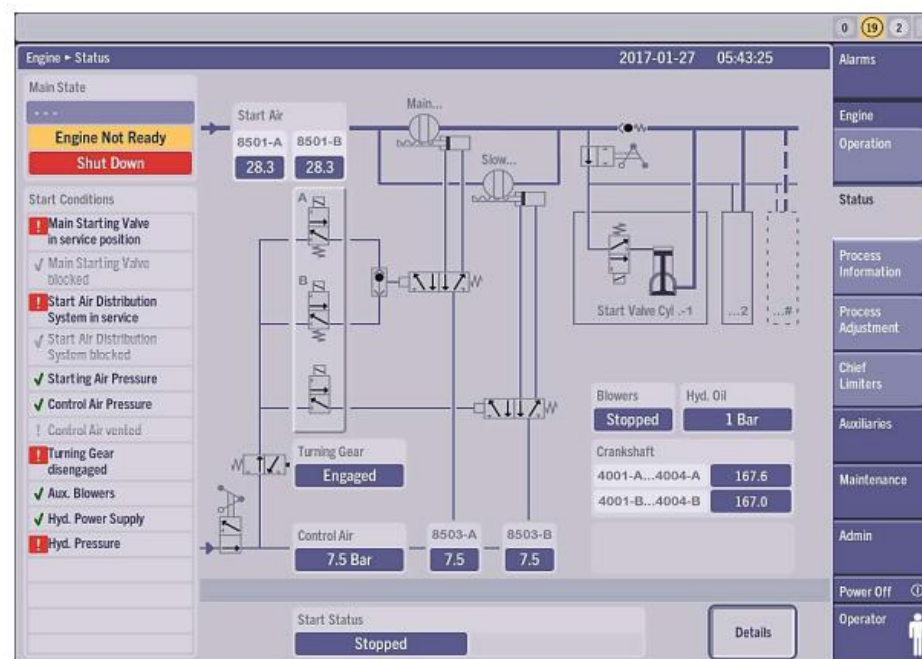 0 19 2
Engine ▸ Status 2017-01-27 05:43:25
Main State
- - -
Engine Not Ready
Shut Down
Start Conditions
! Main Starting Valve
in service position
✓ Main Starting Valve
blocked
! Start Air Distribution
System in service
✓ Start Air Distribution
System blocked
✓ Starting Air Pressure
✓ Control Air Pressure
! Control Air vented
! Turning Gear
disengaged
✓ Aux. Blowers
✓ Hyd. Power Supply
! Hyd. Pressure
Start Air
8501-A 8501-B
28.3 28.3
Main...
Slow...
A
B
Start Valve Cyl .-1 ...2 ...#
Turning Gear
Engaged
Control Air 8503-A 8503-B
7.5 Bar 7.5 7.5
Blowers Hyd. Oil
Stopped 1 Bar
Crankshaft
4001-A...4004-A 167.6
4001-B...4004-B 167.0
Start Status
Stopped
Details
Alarms
Engine
Operation
Status
Process
Information
Process
Adjustment
Chief
Limiters
Auxiliaries
Maintenance
Admin
Power Off
Operator